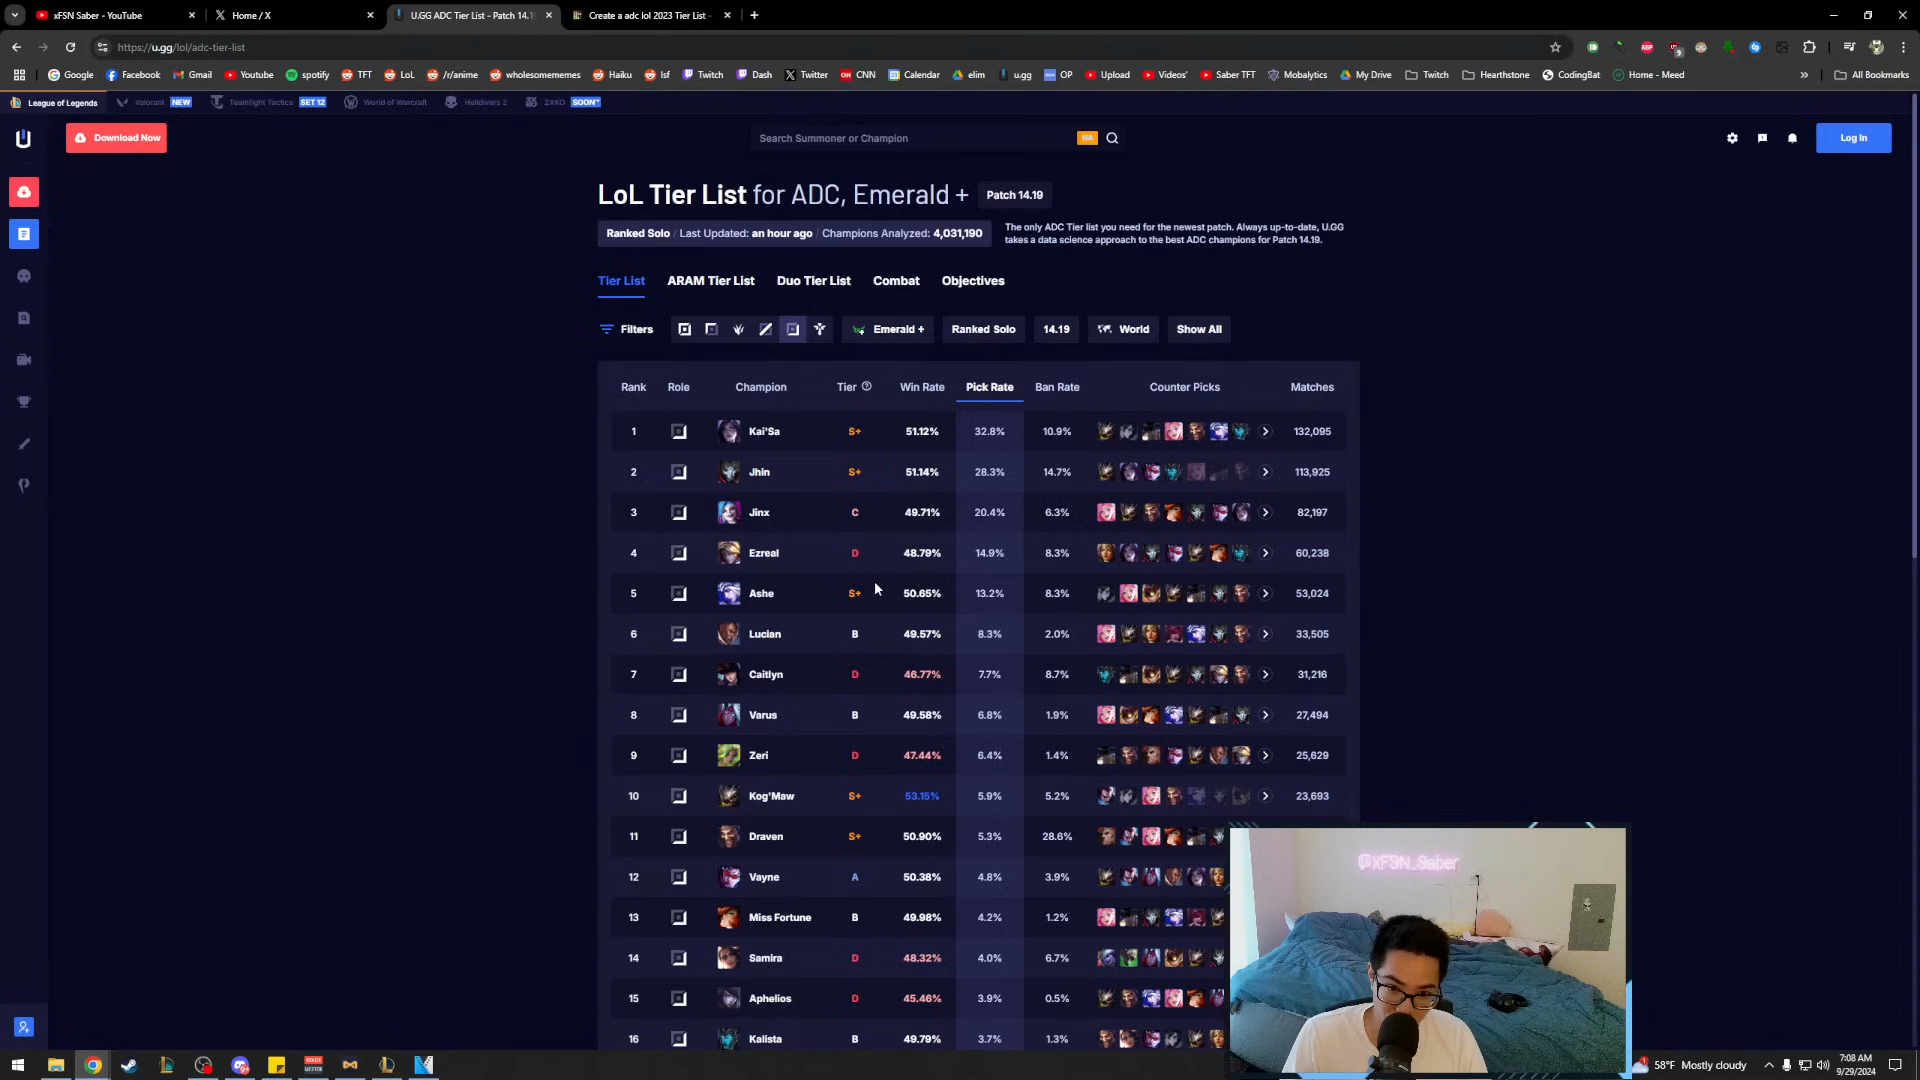 xFSN Saber - YouTube
Home / X
U.GG ADC Tier List - Patch 14.1
Create a adc lol 2023 Tier List -
https://u.gg/lol/adc-tier-list
Google Facebook Gmail Youtube spotify TFT LoL /r/anime wholesomememes Haiku lsf Twitch Dash Twitter CNN Calendar elim u.gg OP Upload Videos' Saber TFT Mobalytics My Drive Twitch Hearthstone CodingBat Home - Meed All Bookmarks
League of Legends Valorant NEW Teamfight Tactics SET 12 World of Warcraft Helldivers 2 2XKO SOON™
Download Now
Search Summoner or Champion NA
Log In
LoL Tier List for ADC, Emerald + Patch 14.19
Ranked Solo / Last Updated: an hour ago / Champions Analyzed: 4,031,190
The only ADC Tier list you need for the newest patch. Always up-to-date, U.GG
takes a data science approach to the best ADC champions for Patch 14.19.
Tier List ARAM Tier List Duo Tier List Combat Objectives
Filters Emerald + Ranked Solo 14.19 World Show All
Rank Role Champion Tier Win Rate Pick Rate Ban Rate Counter Picks Matches
1 Kai'Sa S+ 51.12% 32.8% 10.9% 132,095
2 Jhin S+ 51.14% 28.3% 14.7% 113,925
3 Jinx C 49.71% 20.4% 6.3% 82,197
4 Ezreal D 48.79% 14.9% 8.3% 60,238
5 Ashe S+ 50.65% 13.2% 8.3% 53,024
6 Lucian B 49.57% 8.3% 2.0% 33,505
7 Caitlyn D 46.77% 7.7% 8.7% 31,216
8 Varus B 49.58% 6.8% 1.9% 27,494
9 Zeri D 47.44% 6.4% 1.4% 25,629
10 Kog'Maw S+ 53.15% 5.9% 5.2% 23,693
11 Draven S+ 50.90% 5.3% 28.6%
12 Vayne A 50.38% 4.8% 3.9%
13 Miss Fortune B 49.98% 4.2% 1.2%
14 Samira D 48.32% 4.0% 6.7%
15 Aphelios D 45.46% 3.9% 0.5%
16 Kalista B 49.79% 3.7% 1.3%
@xFSN_Saber
58°F Mostly cloudy
7:08 AM
9/29/2024